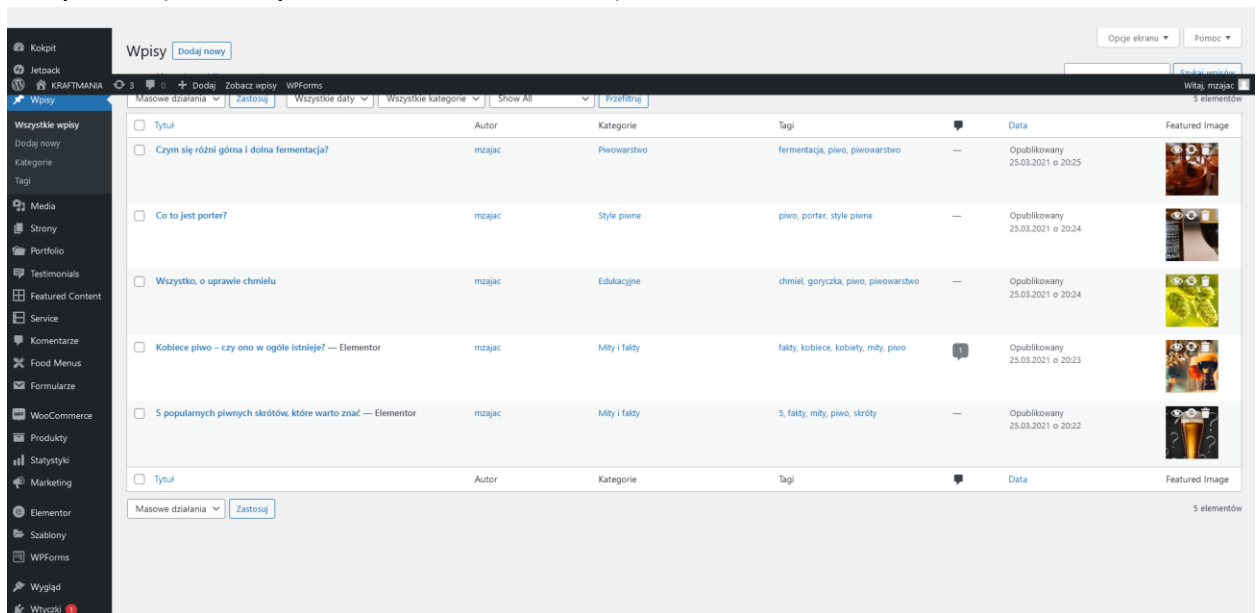 Kokpit
Jetpack
KRAFTMANIA 3 0 + Dodaj Zobacz wpisy WPForms Witaj, mzajac
Wpisy
Wszystkie wpisy
Dodaj nowy
Kategorie
Tagi
Media
Strony
Portfolio
Testimonials
Featured Content
Service
Komentarze
Food Menus
Formularze
WooCommerce
Produkty
Statystyki
Marketing
Elementor
Szablony
WPForms
Wygląd
Wtyczki 1
Opcje ekranu Pomoc
Wpisy Dodaj nowy
Szukaj wpisów
Masowe działania Zastosuj Wszystkie daty Wszystkie kategorie Show All Przefiltruj 5 elementów
Tytuł Autor Kategorie Tagi Data Featured Image
Czym się różni górna i dolna fermentacja? mzajac Piwowarstwo fermentacja, piwo, piwowarstwo — Opublikowany
25.03.2021 o 20:25
Co to jest porter? mzajac Style piwne piwo, porter, style piwne — Opublikowany
25.03.2021 o 20:24
Wszystko, o uprawie chmielu mzajac Edukacyjne chmiel, goryczka, piwo, piwowarstwo — Opublikowany
25.03.2021 o 20:24
Kobiece piwo – czy ono w ogóle istnieje? — Elementor mzajac Mity i fakty fakty, kobiece, kobiety, mity, piwo 1 Opublikowany
25.03.2021 o 20:23
5 popularnych piwnych skrótów, które warto znać — Elementor mzajac Mity i fakty 5, fakty, mity, piwo, skróty — Opublikowany
25.03.2021 o 20:22
Tytuł Autor Kategorie Tagi Data Featured Image
Masowe działania Zastosuj 5 elementów